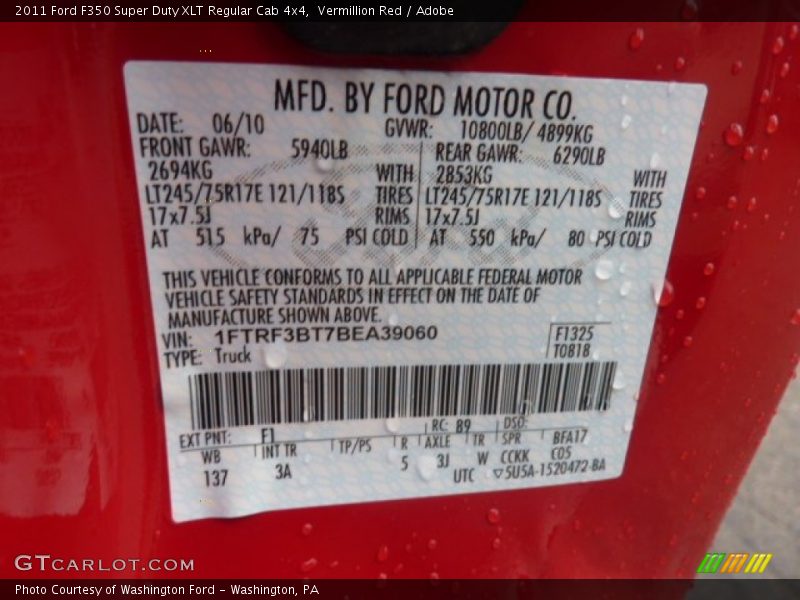 2011 Ford F350 Super Duty XLT Regular Cab 4x4, Vermillion Red / Adobe
MFD. BY FORD MOTOR CO.
DATE: 06/10 GVWR: 10800LB/ 4899KG
FRONT GAWR: 5940LB REAR GAWR: 6290LB
2694KG WITH 2853KG WITH
LT245/75R17E 121/118S TIRES LT245/75R17E 121/118S TIRES
17x7.5J RIMS 17x7.5J RIMS
AT 515 kPa/ 75 PSI COLD AT 550 kPa/ 80 PSI COLD
THIS VEHICLE CONFORMS TO ALL APPLICABLE FEDERAL MOTOR
VEHICLE SAFETY STANDARDS IN EFFECT ON THE DATE OF
MANUFACTURE SHOWN ABOVE.
VIN: 1FTRF3BT7BEA39060 F1325
TYPE: Truck T0818
EXT PNT: F1 RC: 89 DSO:
WB INT TR TP/PS R AXLE TR SPR BFA17
137 3A 5 3J W CCKK C05
UTC ▽5U5A-1520472-BA
GTCARLOT.COM
Photo Courtesy of Washington Ford - Washington, PA